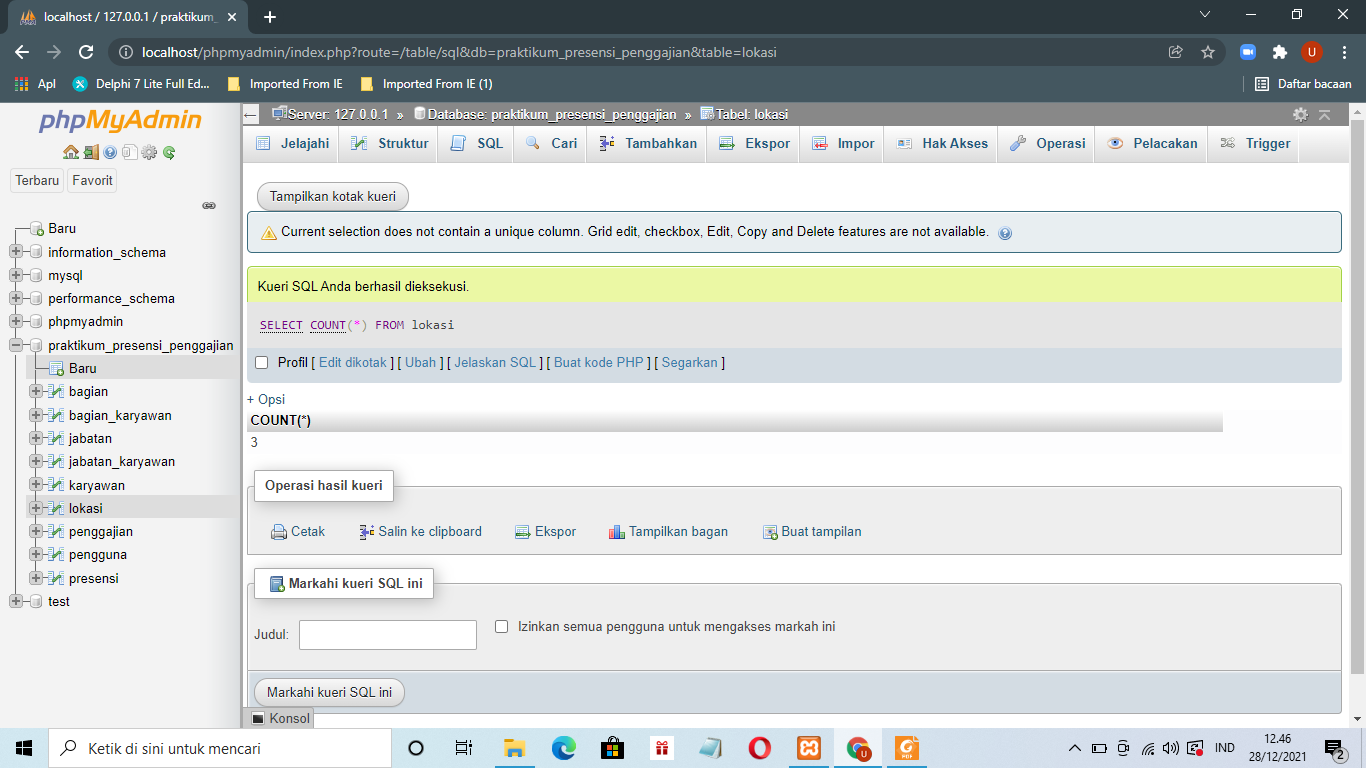 localhost / 127.0.0.1 / praktikum_
localhost/phpmyadmin/index.php?route=/table/sql&db=praktikum_presensi_penggajian&table=lokasi
U
Apl
Delphi 7 Lite Full Ed...
Imported From IE
Imported From IE (1)
Daftar bacaan
phpMyAdmin
Terbaru
Favorit
Baru
information_schema
mysql
performance_schema
phpmyadmin
praktikum_presensi_penggajian
Baru
bagian
bagian_karyawan
jabatan
jabatan_karyawan
karyawan
lokasi
penggajian
pengguna
presensi
test
Server: 127.0.0.1 » Database: praktikum_presensi_penggajian » Tabel: lokasi
Jelajahi Struktur SQL Cari Tambahkan Ekspor Impor Hak Akses Operasi Pelacakan Trigger
Tampilkan kotak kueri
Current selection does not contain a unique column. Grid edit, checkbox, Edit, Copy and Delete features are not available.
Kueri SQL Anda berhasil dieksekusi.
SELECT COUNT(*) FROM lokasi
Profil [ Edit dikotak ] [ Ubah ] [ Jelaskan SQL ] [ Buat kode PHP ] [ Segarkan ]
+ Opsi
COUNT(*)
3
Operasi hasil kueri
Cetak Salin ke clipboard Ekspor Tampilkan bagan Buat tampilan
Markahi kueri SQL ini
Judul:
Izinkan semua pengguna untuk mengakses markah ini
Markahi kueri SQL ini
Konsol
Ketik di sini untuk mencari
U
IND
12.46
28/12/2021
2